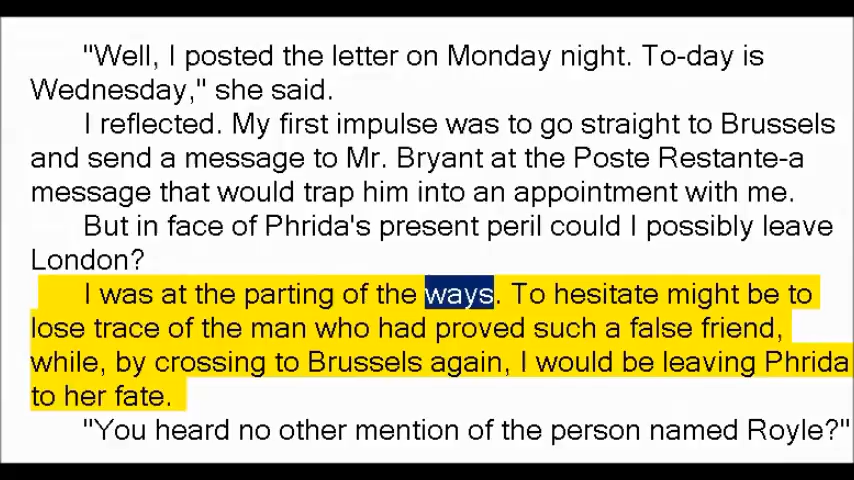 "Well, I posted the letter on Monday night. To-day is
Wednesday," she said.
I reflected. My first impulse was to go straight to Brussels
and send a message to Mr. Bryant at the Poste Restante-a
message that would trap him into an appointment with me.
But in face of Phrida's present peril could I possibly leave
London?
I was at the parting of the ways. To hesitate might be to
lose trace of the man who had proved such a false friend,
while, by crossing to Brussels again, I would be leaving Phrida
to her fate.
"You heard no other mention of the person named Royle?"